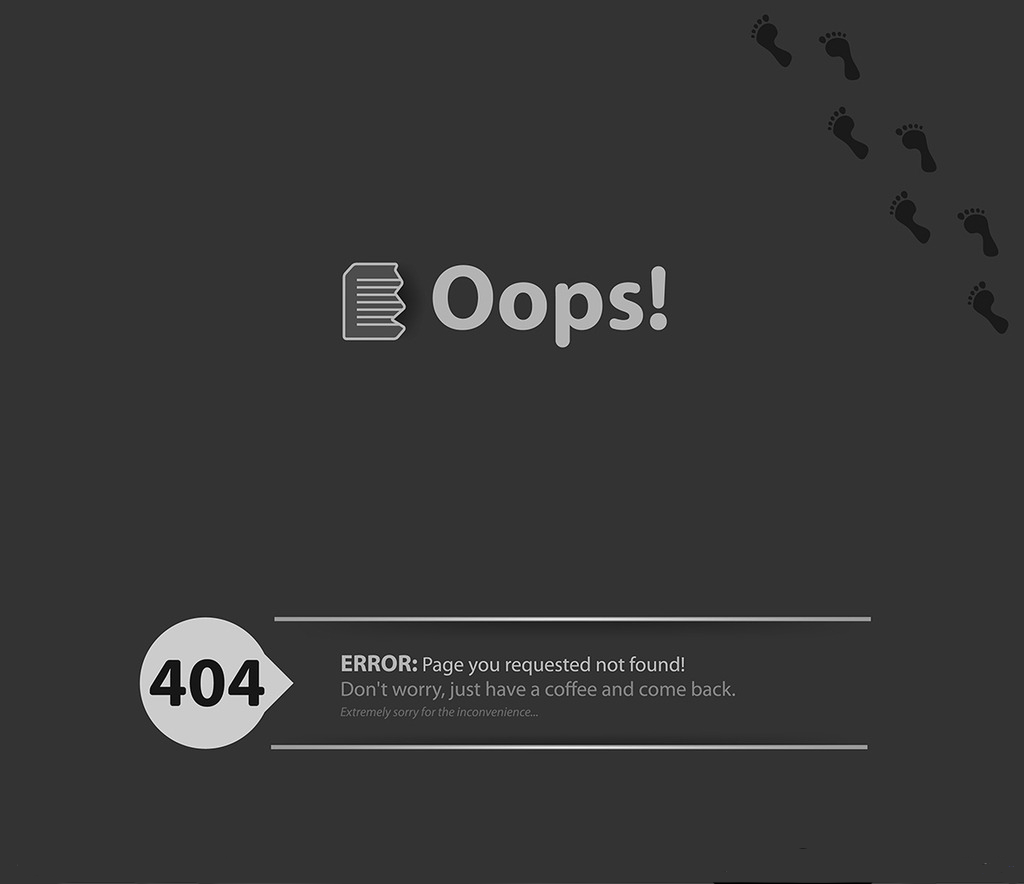 Oops!
404
ERROR: Page you requested not found!
Don't worry, just have a coffee and come back.
Extremely sorry for the inconvenience...